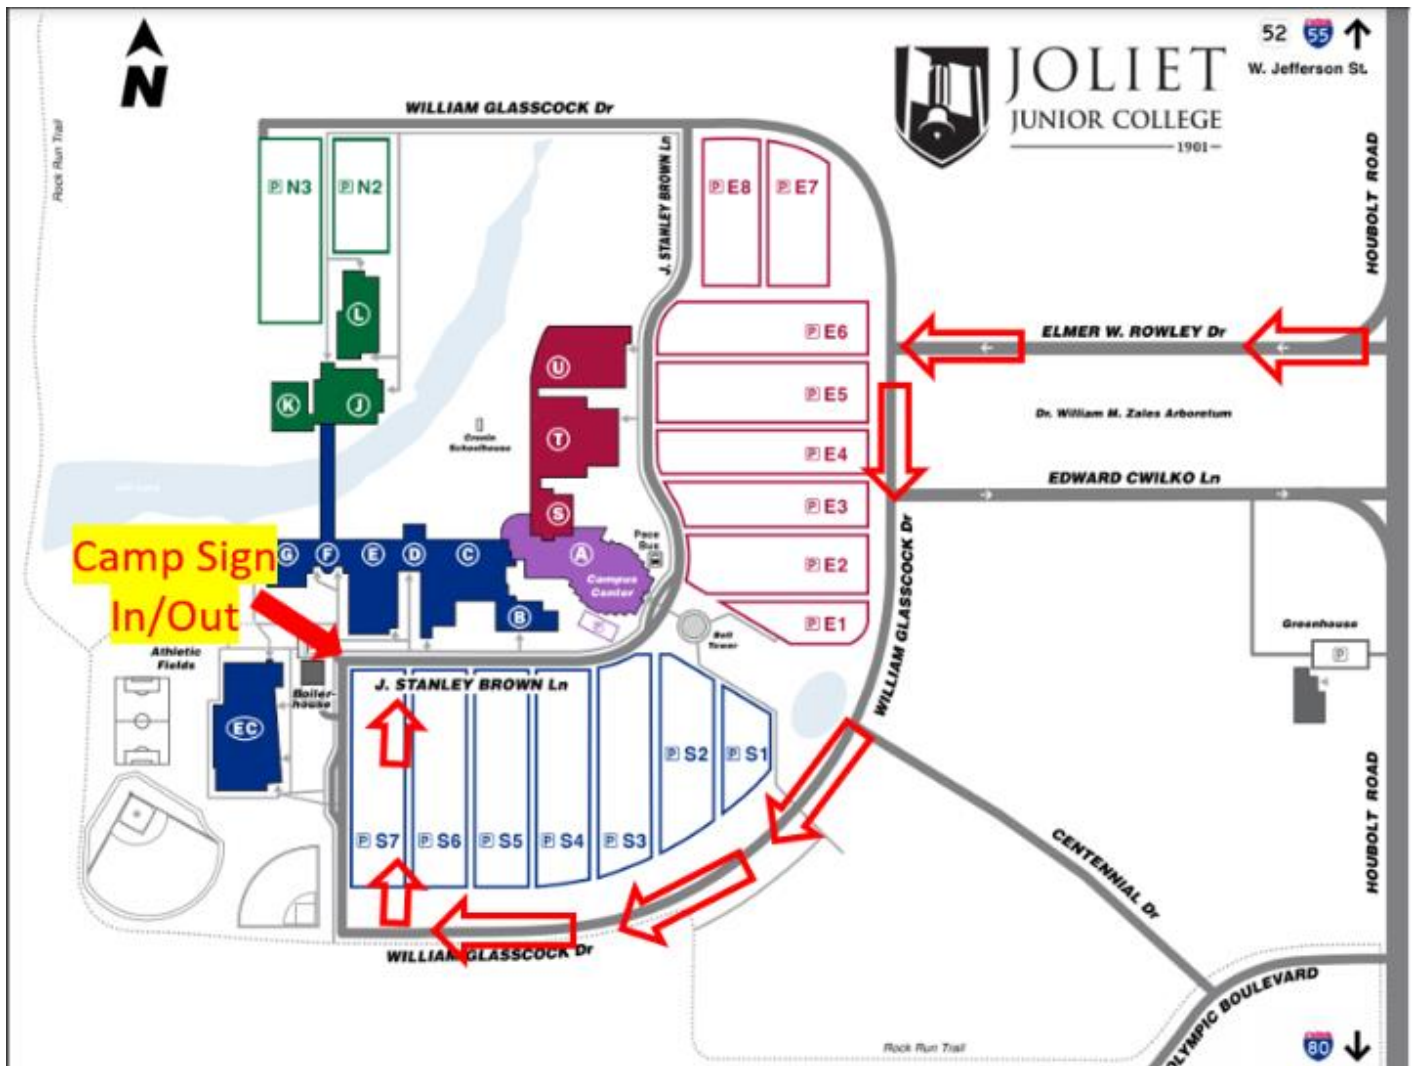 52 55
W. Jefferson St.
JOLIET
JUNIOR COLLEGE
1901
N
WILLIAM GLASSCOCK Dr
Rock Run Trail
J. STANLEY BROWN Ln
HOUBOLT ROAD
P N3
P N2
P E8
P E7
L
U
P E6
ELMER W. ROWLEY Dr
K
J
P E5
Dr. William M. Zales Arboretum
T
Cronin
Schoolhouse
P E4
EDWARD CWILKO Ln
S
P E3
Camp Sign
In/Out
G
F
E
D
C
A
Campus
Center
Pace
Bus
P E2
B
P
P E1
WILLIAM GLASSCOCK Dr
Bell
Tower
Greenhouse
P
Athletic
Fields
Boiler-
house
J. STANLEY BROWN Ln
EC
P S2
P S1
HOUBOLT ROAD
P S7
P S6
P S5
P S4
P S3
CENTENNIAL Dr
WILLIAM GLASSCOCK Dr
OLYMPIC BOULEVARD
Rock Run Trail
80